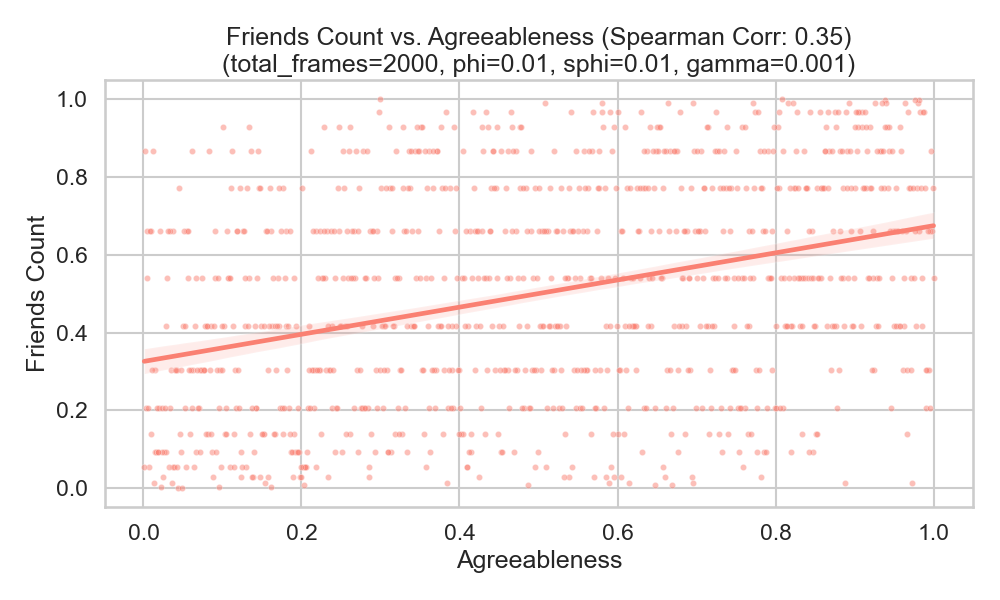 Friends Count vs. Agreeableness (Spearman Corr: 0.35)
(total_frames=2000, phi=0.01, sphi=0.01, gamma=0.001)
Friends Count
1.0
0.8
0.6
0.4
0.2
0.0
0.0 0.2 0.4 0.6 0.8 1.0
Agreeableness